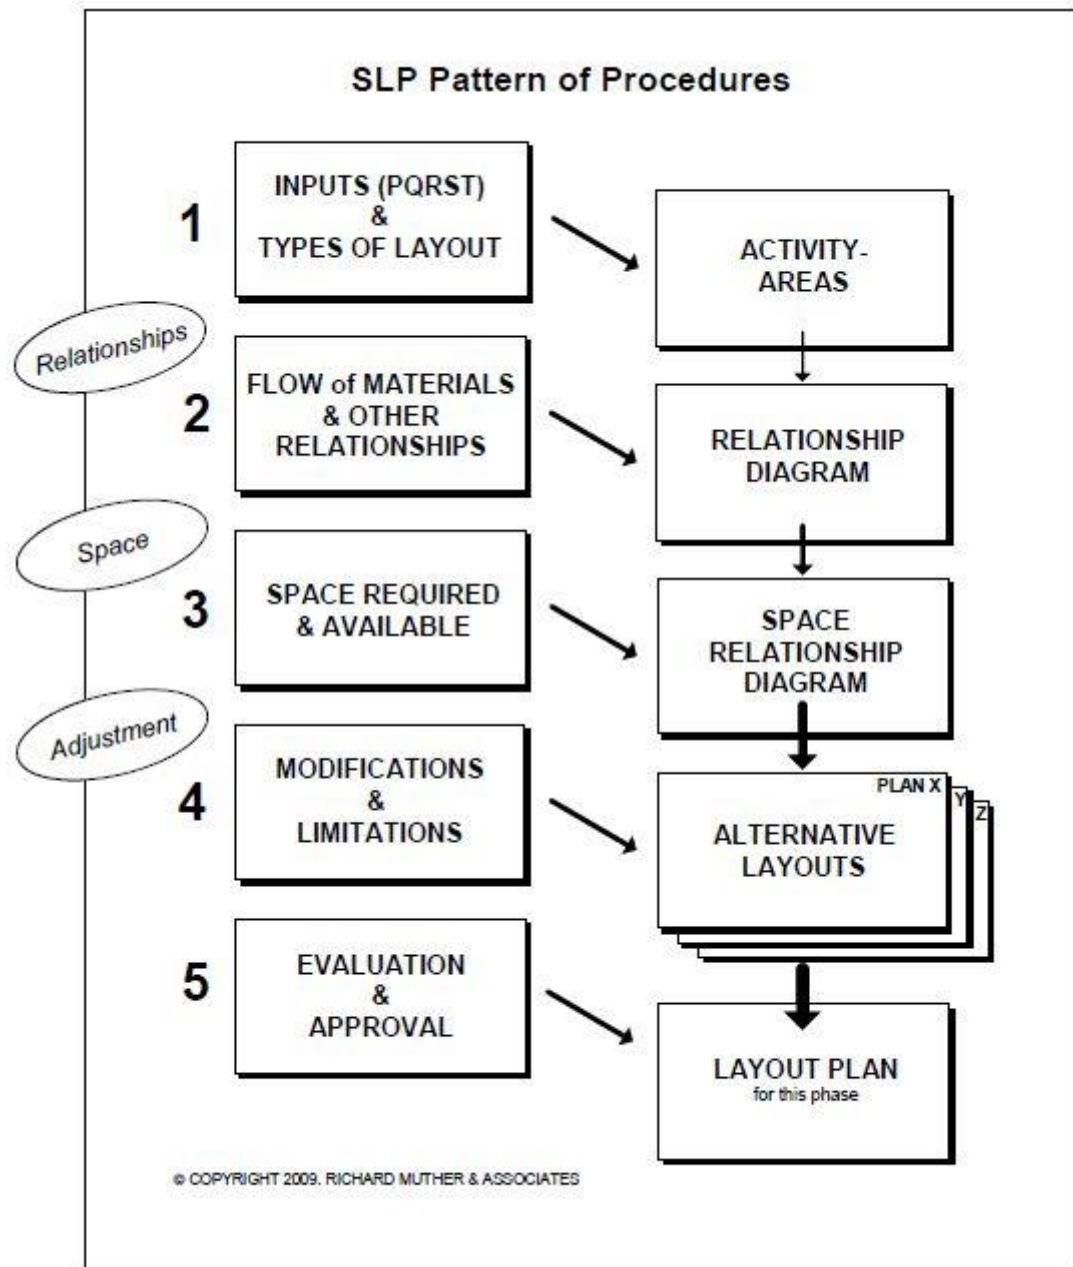 SLP Pattern of Procedures
1
INPUTS (PQRST)
&
TYPES OF LAYOUT
ACTIVITY-
AREAS
Relationships
2
FLOW of MATERIALS
& OTHER
RELATIONSHIPS
RELATIONSHIP
DIAGRAM
Space
3
SPACE REQUIRED
& AVAILABLE
SPACE
RELATIONSHIP
DIAGRAM
Adjustment
4
MODIFICATIONS
&
LIMITATIONS
PLAN X
Y
Z
ALTERNATIVE
LAYOUTS
5
EVALUATION
&
APPROVAL
LAYOUT PLAN
for this phase
© COPYRIGHT 2009. RICHARD MUTHER & ASSOCIATES